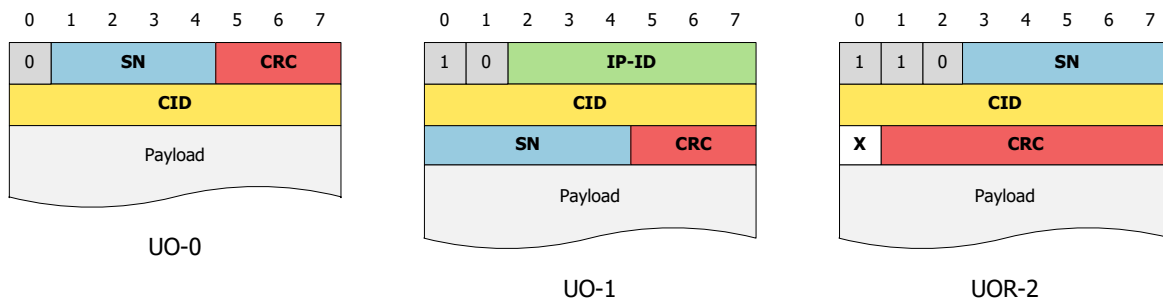 0 1 2 3 4 5 6 7
0 SN CRC
CID
Payload
UO-0
0 1 2 3 4 5 6 7
1 0 IP-ID
CID
SN CRC
Payload
UO-1
0 1 2 3 4 5 6 7
1 1 0 SN
CID
X CRC
Payload
UOR-2